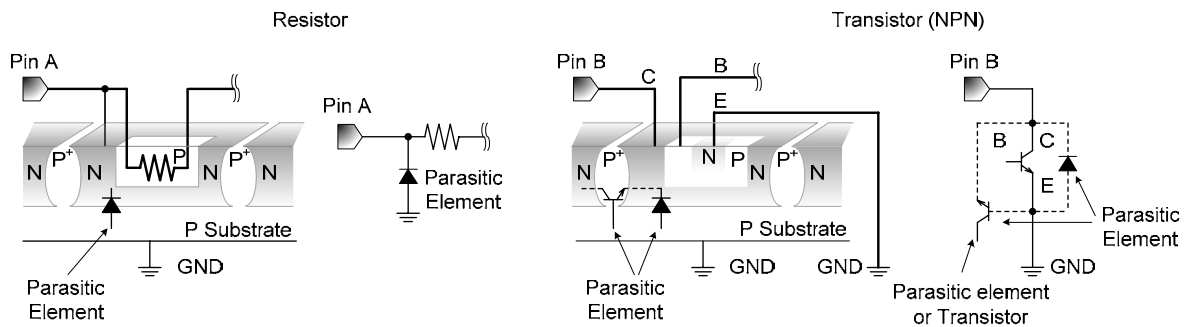 Resistor
Transistor (NPN)
Pin A
N
P⁺
N
P
N
P⁺
N
P Substrate
GND
Parasitic
Element
Pin A
Parasitic
Element
Pin B
C
B
E
N
P⁺
N
N
P
N
P⁺
N
P Substrate
GND
GND
Parasitic
Element
Pin B
B
C
E
Parasitic
Element
GND
Parasitic element
or Transistor